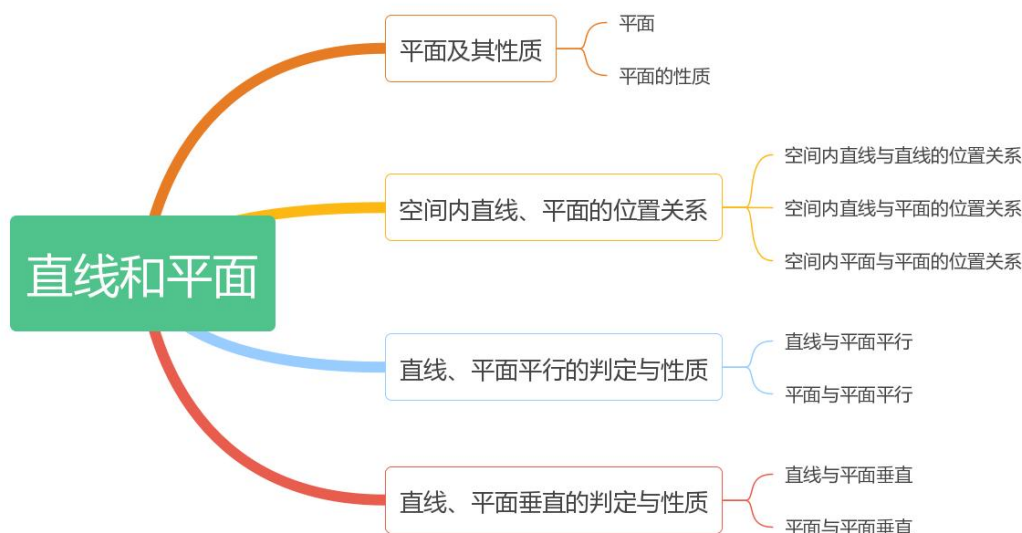 直线和平面
平面及其性质
平面
平面的性质
空间内直线、平面的位置关系
空间内直线与直线的位置关系
空间内直线与平面的位置关系
空间内平面与平面的位置关系
直线、平面平行的判定与性质
直线与平面平行
平面与平面平行
直线、平面垂直的判定与性质
直线与平面垂直
平面与平面垂直